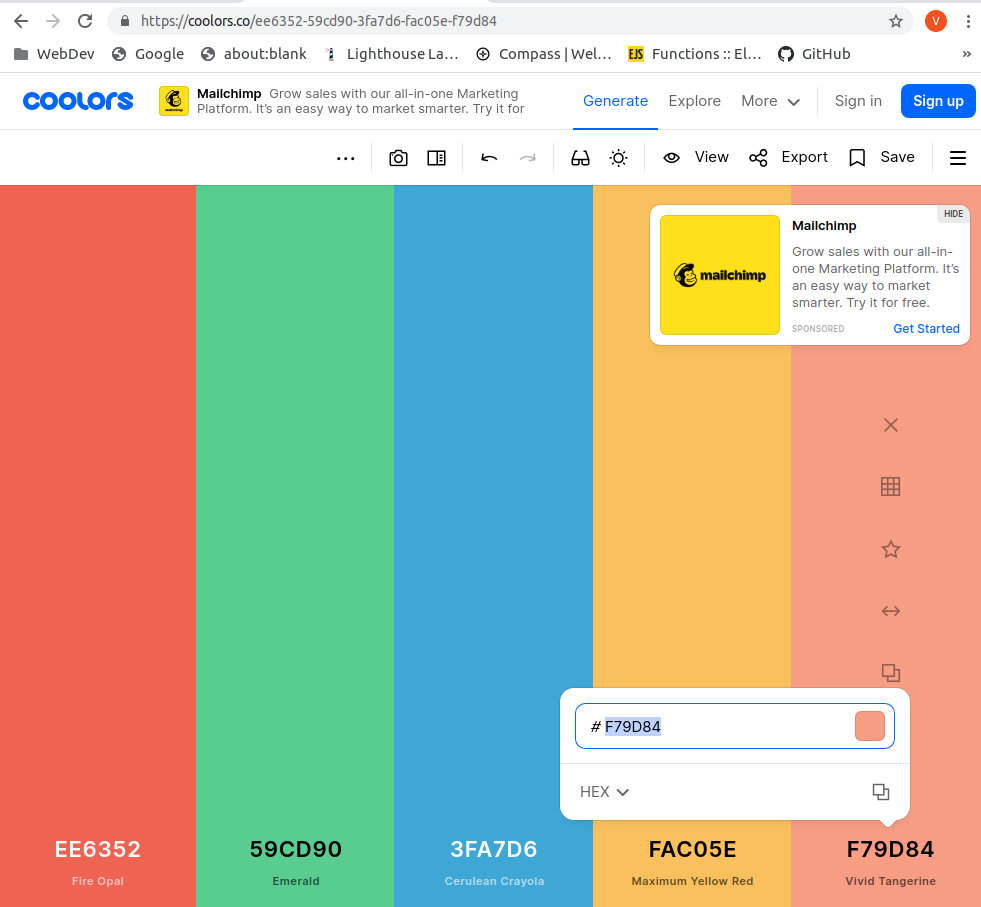 https://coolors.co/ee6352-59cd90-3fa7d6-fac05e-f79d84
V
WebDev
Google
about:blank
Lighthouse La...
Compass | Wel...
EJS
Functions :: El...
GitHub
»
coolors
Mailchimp Grow sales with our all-in-one Marketing
Platform. It's an easy way to market smarter. Try it for
Generate
Explore
More
Sign in
Sign up
View
Export
Save
HIDE
mailchimp
Mailchimp
Grow sales with our all-in-
one Marketing Platform. It's
an easy way to market
smarter. Try it for free.
SPONSORED
Get Started
# F79D84
HEX
EE6352
Fire Opal
59CD90
Emerald
3FA7D6
Cerulean Crayola
FAC05E
Maximum Yellow Red
F79D84
Vivid Tangerine